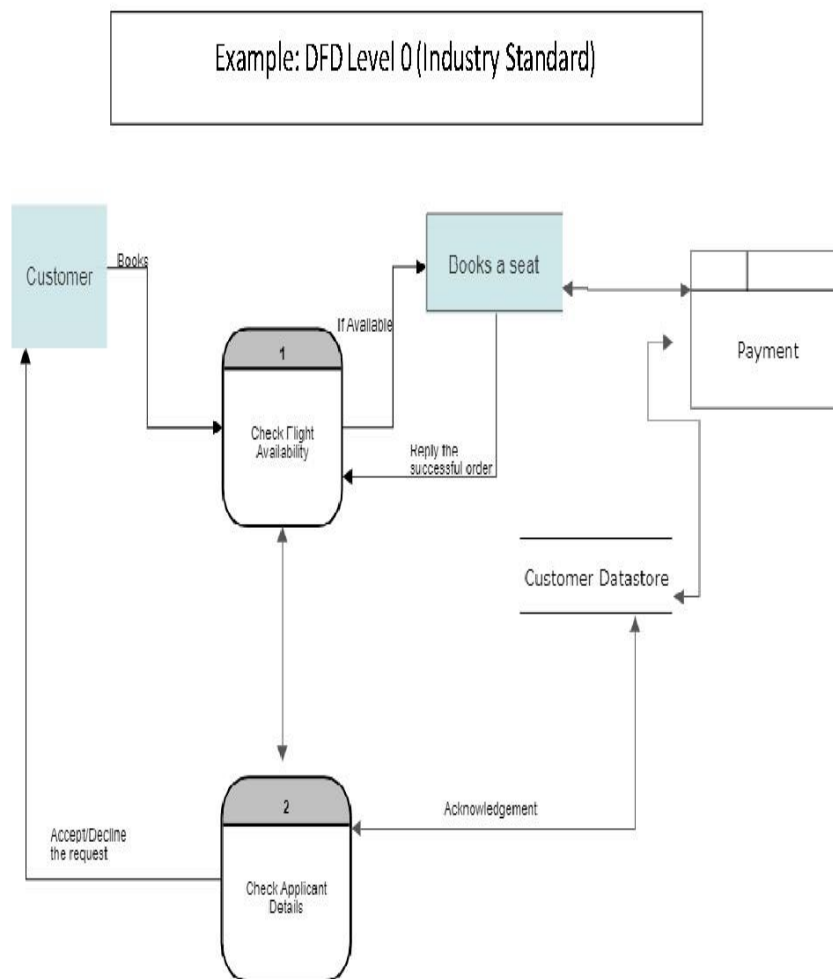 Example: DFD Level 0 (Industry Standard)
Customer
Books
Books a seat
If Available
1
Check Flight
Availability
Payment
Reply the
successful order
Customer Datastore
2
Check Applicant
Details
Acknowledgement
Accept/Decline
the request